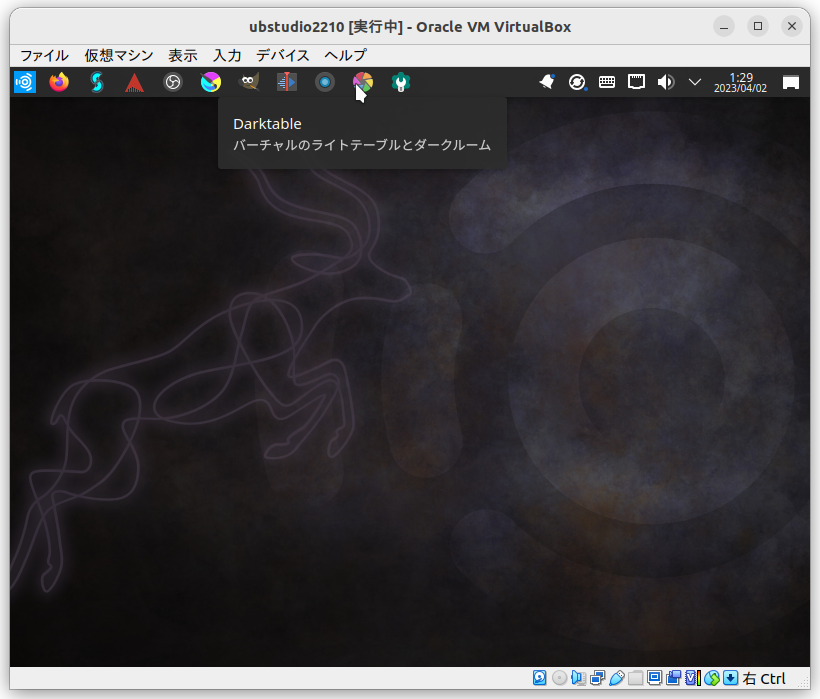 ubstudio2210 [実行中] - Oracle VM VirtualBox
ファイル 仮想マシン 表示 入力 デバイス ヘルプ
1:29
2023/04/02
Darktable
バーチャルのライトテーブルとダークルーム
右 Ctrl